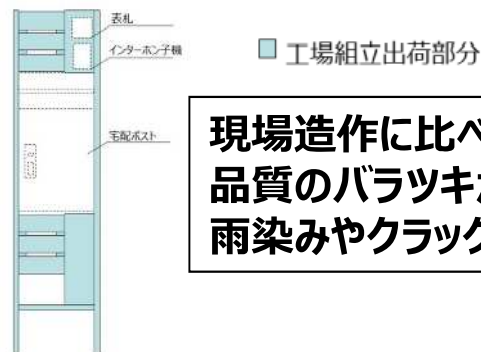 表札
インターホン子機
宅配ポスト
工場組立出荷部分
現場造作に比べ
品質のバラツキ
雨染みやクラック